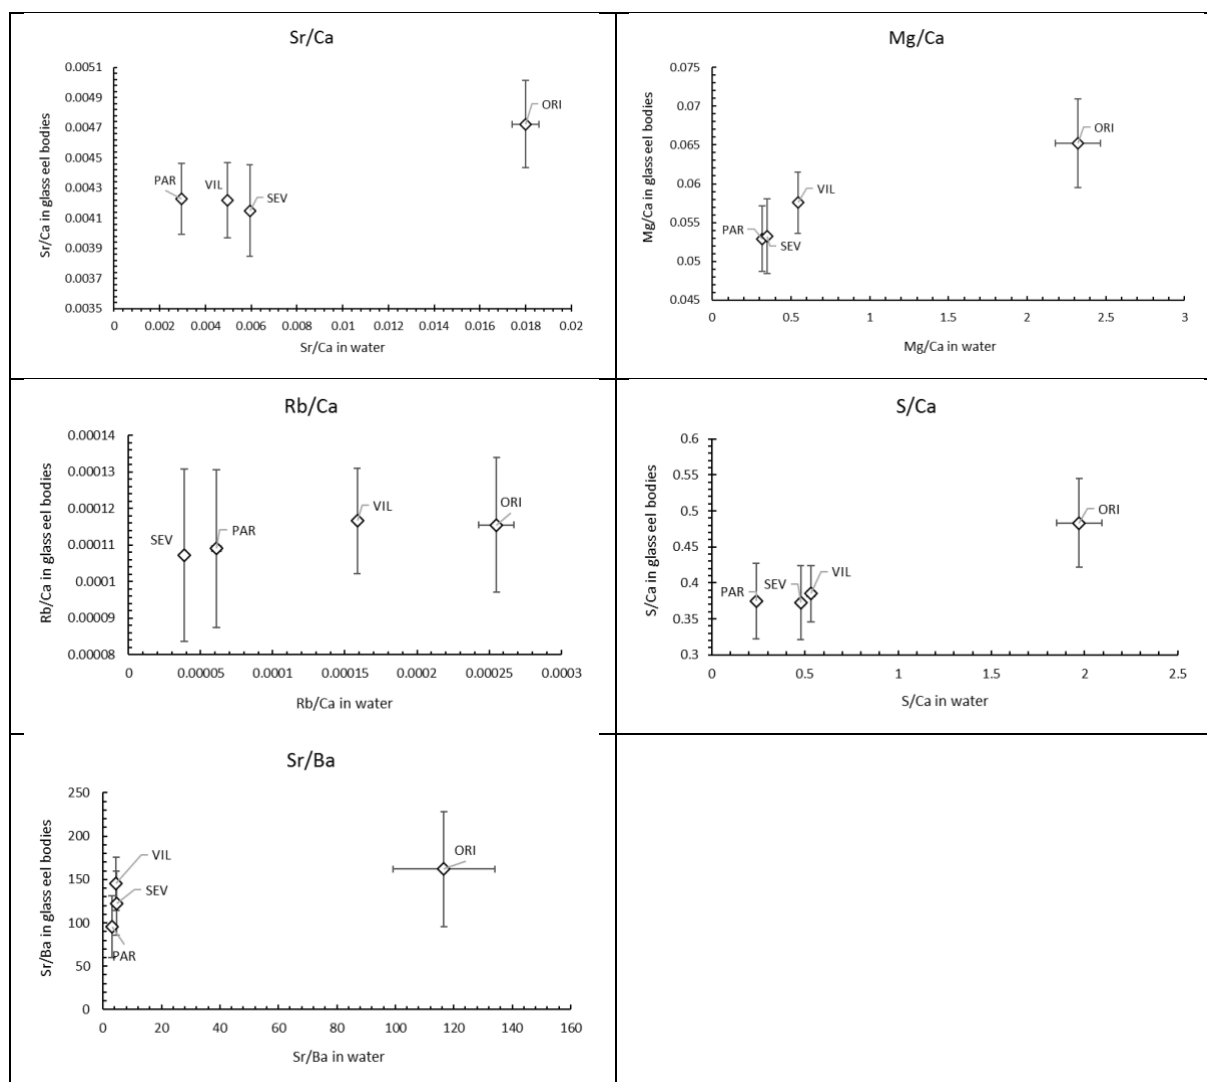 Sr/Ca
Sr/Ca in glass eel bodies
0.0051
0.0049
0.0047
0.0045
0.0043
0.0041
0.0039
0.0037
0.0035
PAR
VIL
SEV
ORI
0 0.002 0.004 0.006 0.008 0.01 0.012 0.014 0.016 0.018 0.02
Sr/Ca in water
Mg/Ca
Mg/Ca in glass eel bodies
0.075
0.07
0.065
0.06
0.055
0.05
0.045
ORI
VIL
PAR
SEV
0 0.5 1 1.5 2 2.5 3
Mg/Ca in water
Rb/Ca
Rb/Ca in glass eel bodies
0.00014
0.00013
0.00012
0.00011
0.0001
0.00009
0.00008
SEV
PAR
VIL
ORI
0 0.00005 0.0001 0.00015 0.0002 0.00025 0.0003
Rb/Ca in water
S/Ca
S/Ca in glass eel bodies
0.6
0.55
0.5
0.45
0.4
0.35
0.3
PAR
SEV
VIL
ORI
0 0.5 1 1.5 2 2.5
S/Ca in water
Sr/Ba
Sr/Ba in glass eel bodies
250
200
150
100
50
0
VIL
SEV
PAR
ORI
0 20 40 60 80 100 120 140 160
Sr/Ba in water